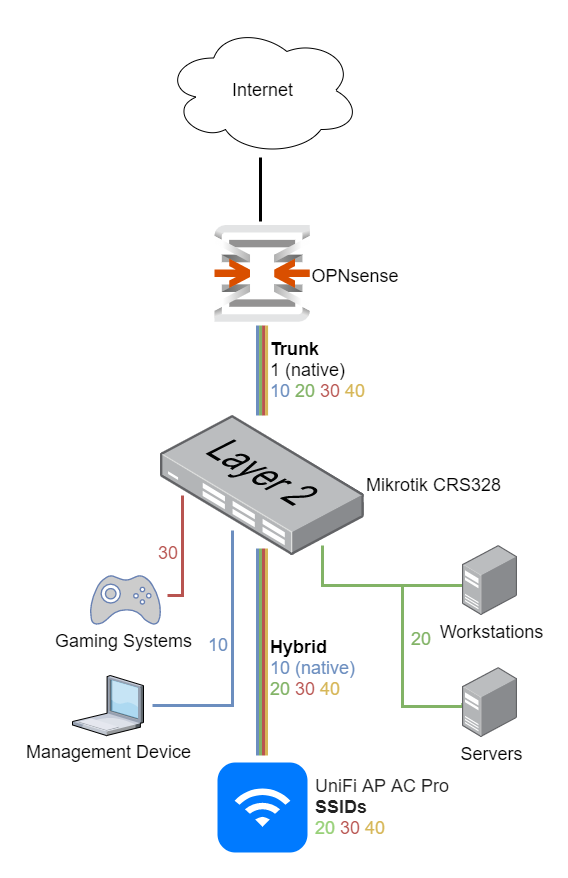 Internet
OPNsense
Trunk
1 (native)
10 20 30 40
Layer 2
Mikrotik CRS328
30
Gaming Systems
10
Hybrid
10 (native)
20 30 40
20
Workstations
Management Device
Servers
UniFi AP AC Pro
SSIDs
20 30 40